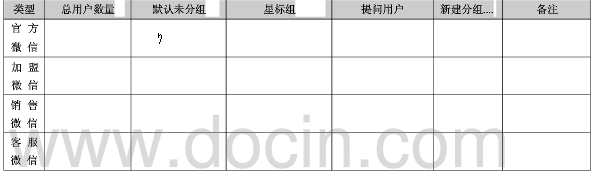 类型 总用户数量 默认未分组 星标组 提问用户 新建分组.... 备注
官 方
微 信
加 盟
微 信
销 售
微 信
客 服
微 信
www.docin.com